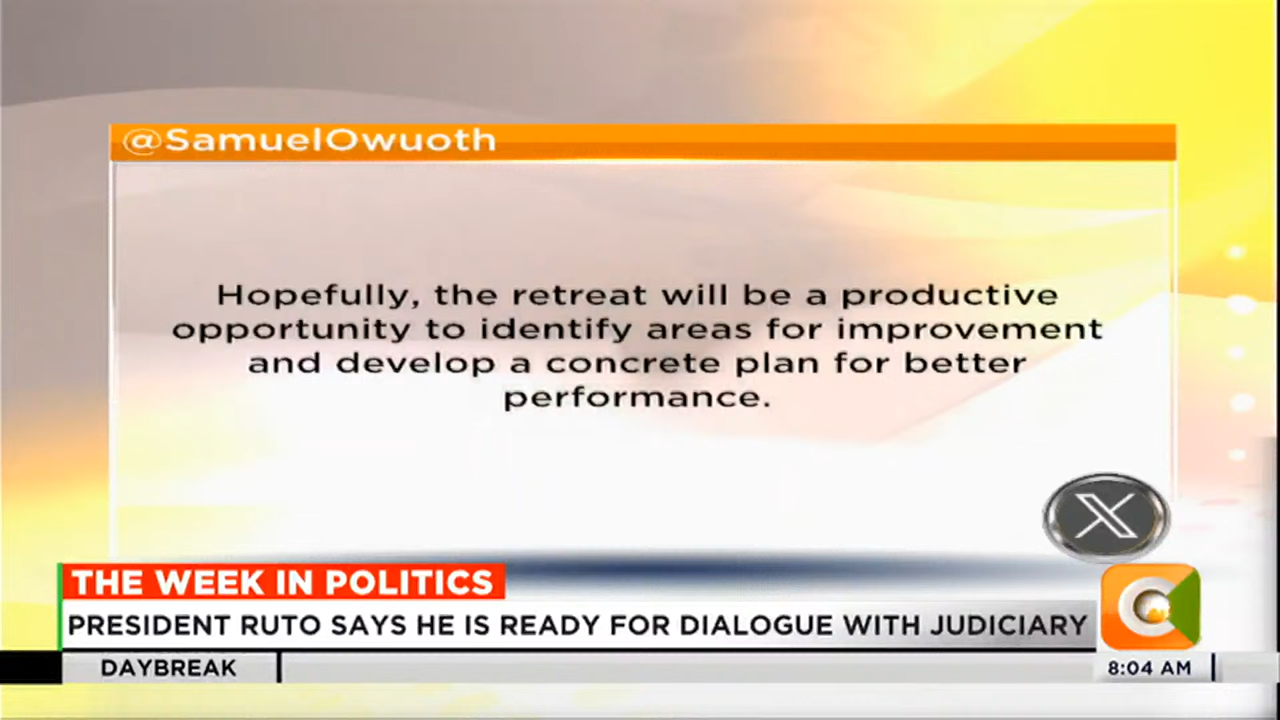 @SamuelOwuoth
Hopefully, the retreat will be a productive
opportunity to identify areas for improvement
and develop a concrete plan for better
performance.
THE WEEK IN POLITICS
PRESIDENT RUTO SAYS HE IS READY FOR DIALOGUE WITH JUDICIARY
DAYBREAK
8:04 AM